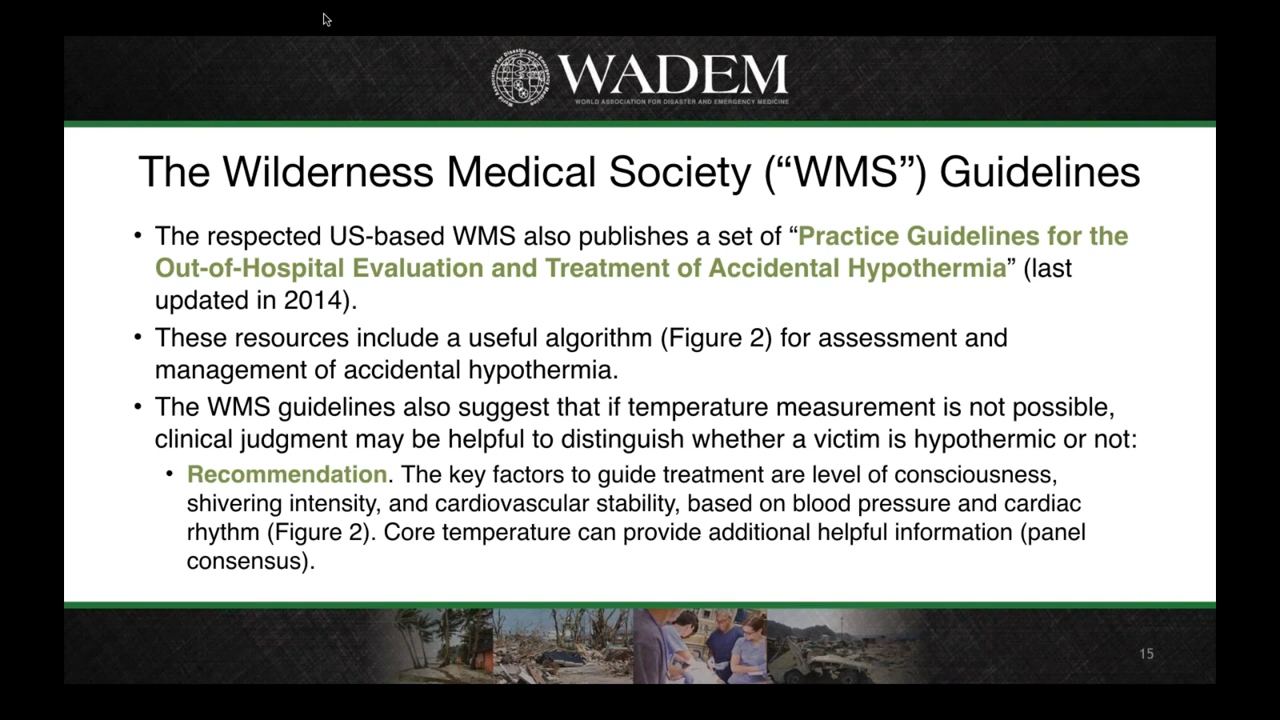 WADEM
WORLD ASSOCIATION FOR DISASTER AND EMERGENCY MEDICINE
The Wilderness Medical Society (“WMS”) Guidelines
• The respected US-based WMS also publishes a set of “Practice Guidelines for the
Out-of-Hospital Evaluation and Treatment of Accidental Hypothermia” (last
updated in 2014).
• These resources include a useful algorithm (Figure 2) for assessment and
management of accidental hypothermia.
• The WMS guidelines also suggest that if temperature measurement is not possible,
clinical judgment may be helpful to distinguish whether a victim is hypothermic or not:
• Recommendation. The key factors to guide treatment are level of consciousness,
shivering intensity, and cardiovascular stability, based on blood pressure and cardiac
rhythm (Figure 2). Core temperature can provide additional helpful information (panel
consensus).
15